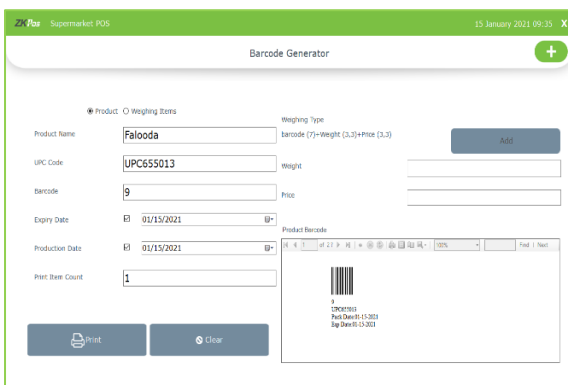 ZKPos Supermarket POS
15 January 2021 09:35 X
Barcode Generator
+
Product Weighing Items
Product Name
Falooda
UPC Code
UPC655013
Barcode
9
Expiry Date
01/15/2021
Production Date
01/15/2021
Print Item Count
1
Print
Clear
Weighing Type
barcode (7)+Weight (3,3)+Price (3,3)
Add
Weight
Price
Product Barcode
1 of 2 100% Find | Next
9
UPC655013
Pack Date:01-15-2021
Exp Date:01-15-2021